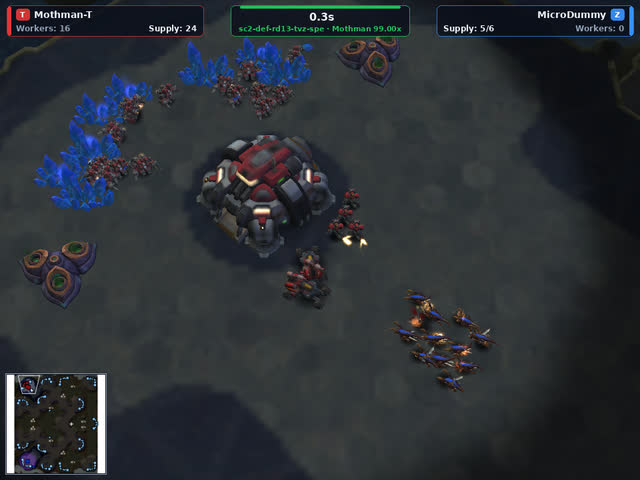 T Mothman-T
Workers: 16 Supply: 24
0.3s
sc2-def-rd13-tvz-spe - Mothman 99.00x
MicroDummy Z
Supply: 5/6 Workers: 0